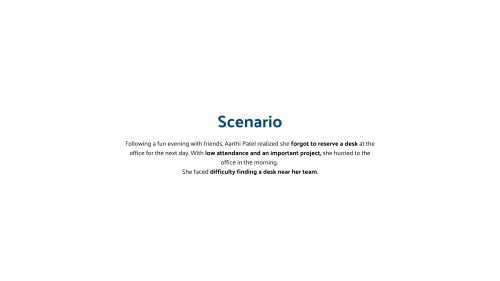 Scenario
Following a fun evening with friends, Aarthi Patel realized she forgot to reserve a desk at the
office for the next day. With low attendance and an important project, she hurried to the
office in the morning.
She faced difficulty finding a desk near her team.